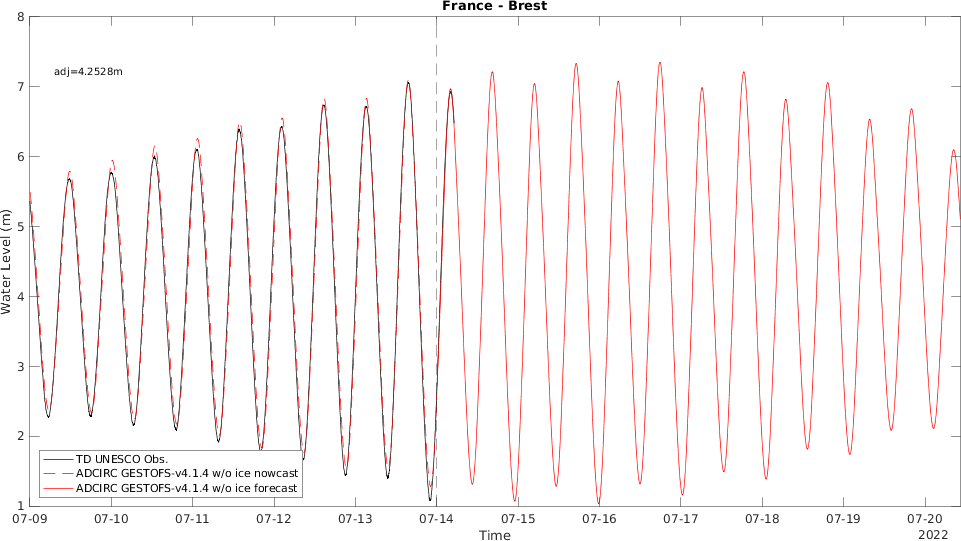 France - Brest
8
adj=4.2528m
7
6
5
4
3
2
1
Water Level (m)
TD UNESCO Obs.
ADCIRC GESTOFS-v4.1.4 w/o ice nowcast
ADCIRC GESTOFS-v4.1.4 w/o ice forecast
07-09 07-10 07-11 07-12 07-13 07-14 07-15 07-16 07-17 07-18 07-19 07-20
Time
2022